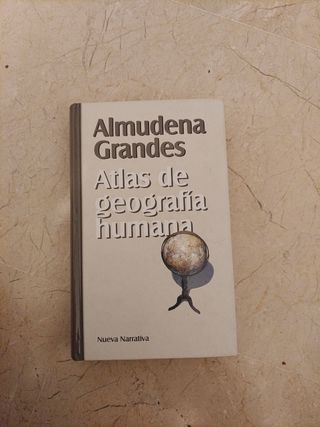 Almudena
Grandes
Atlas de
geografía
humana
Nueva Narrativa